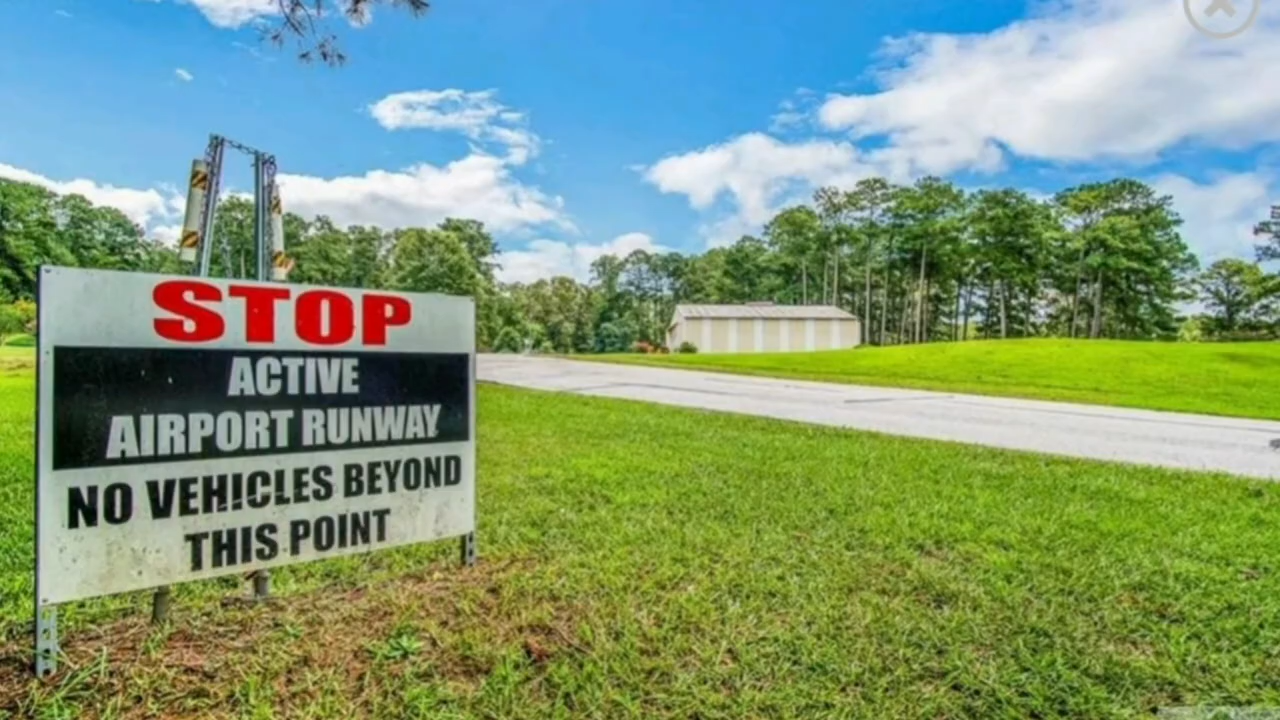 STOP
ACTIVE
AIRPORT RUNWAY
NO VEHICLES BEYOND
THIS POINT